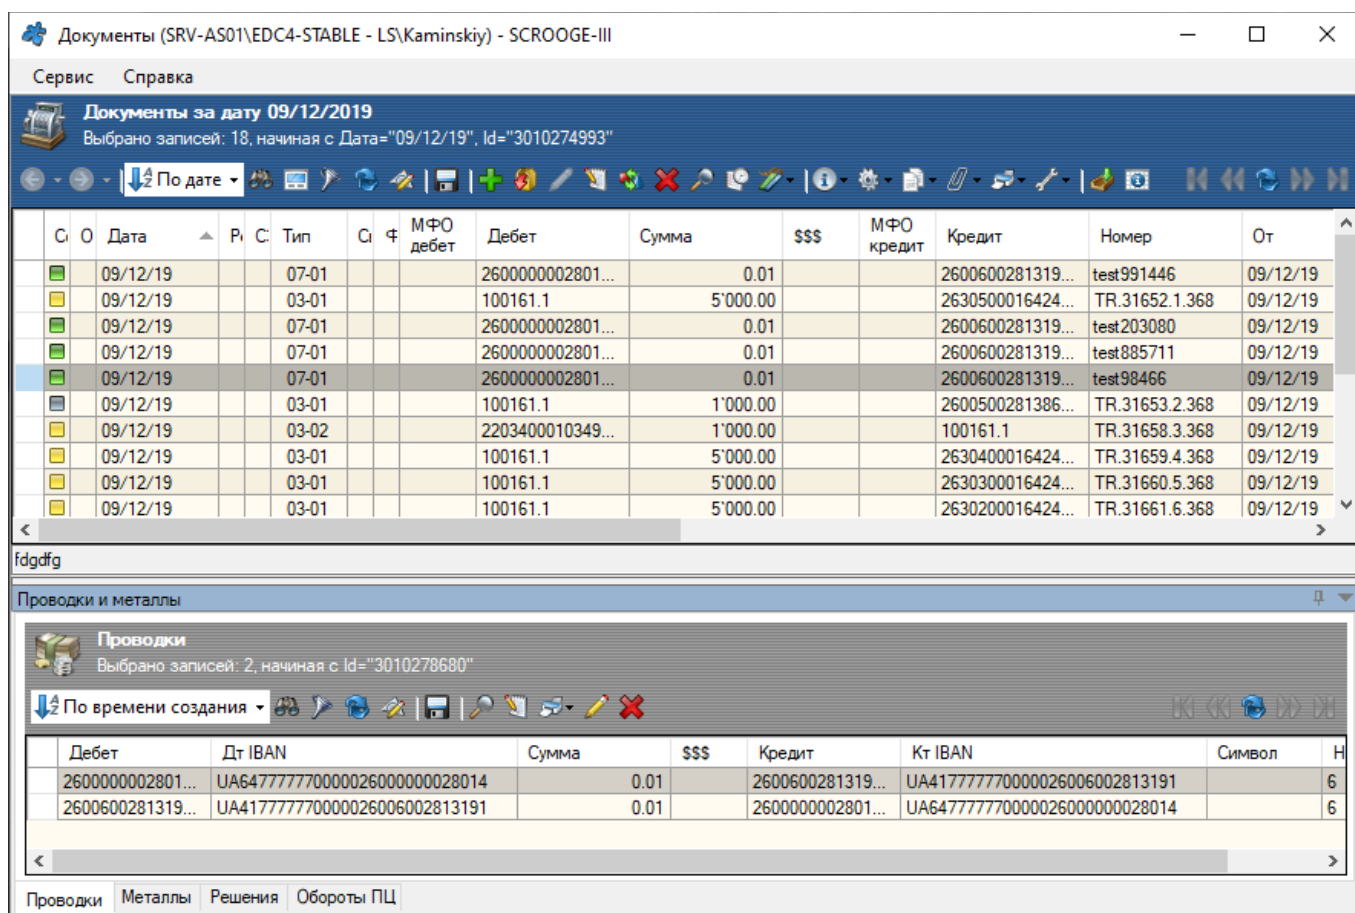 Документы (SRV-AS01\EDC4-STABLE - LS\Kaminskiy) - SCROOGE-III
Сервис Справка
Документы за дату 09/12/2019
Выбрано записей: 18, начиная с Дата="09/12/19", Id="3010274993"
По дате
О Дата Тип Ф МФО дебет Дебет Сумма $$$ МФО кредит Кредит Номер От
09/12/19 07-01 2600000002801... 0.01 2600600281319... test991446 09/12/19
09/12/19 03-01 100161.1 5`000.00 2630500016424... TR.31652.1.368 09/12/19
09/12/19 07-01 2600000002801... 0.01 2600600281319... test203080 09/12/19
09/12/19 07-01 2600000002801... 0.01 2600600281319... test885711 09/12/19
09/12/19 07-01 2600000002801... 0.01 2600600281319... test98466 09/12/19
09/12/19 03-01 100161.1 1`000.00 2600500281386... TR.31653.2.368 09/12/19
09/12/19 03-02 2203400010349... 1`000.00 100161.1 TR.31658.3.368 09/12/19
09/12/19 03-01 100161.1 5`000.00 2630400016424... TR.31659.4.368 09/12/19
09/12/19 03-01 100161.1 5`000.00 2630300016424... TR.31660.5.368 09/12/19
09/12/19 03-01 100161.1 5`000.00 2630200016424... TR.31661.6.368 09/12/19
fdgdfg
Проводки и металлы
Проводки
Выбрано записей: 2, начиная с Id="3010278680"
По времени создания
Дебет Дт IBAN Сумма $$$ Кредит Кт IBAN Символ Н
2600000002801... UA647777770000026000000028014 0.01 2600600281319... UA417777770000026006002813191 6
2600600281319... UA417777770000026006002813191 0.01 2600000002801... UA647777770000026000000028014 6
Проводки Металлы Решения Обороты ПЦ